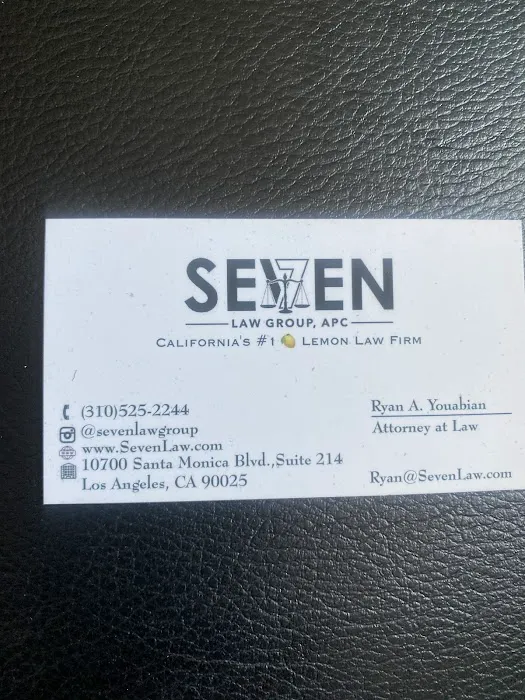 SEVEN
LAW GROUP, APC
CALIFORNIA'S #1 🍋 LEMON LAW FIRM
(310)525-2244
@sevenlawgroup
www.SevenLaw.com
10700 Santa Monica Blvd.,Suite 214
Los Angeles, CA 90025
Ryan A. Youabian
Attorney at Law
Ryan@SevenLaw.com